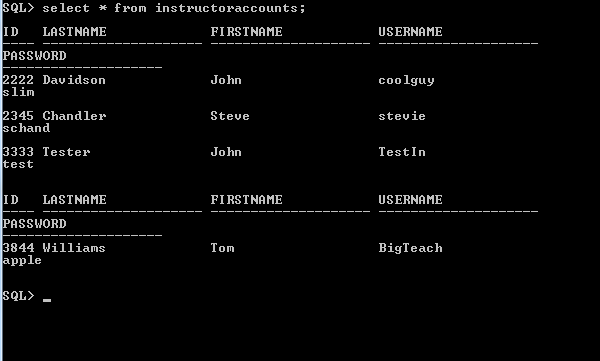 SQL> select * from instructoraccounts;
ID LASTNAME FIRSTNAME USERNAME
---- -------------------- -------------------- --------------------
PASSWORD
--------------------
2222 Davidson John coolguy
slim
2345 Chandler Steve stevie
schand
3333 Tester John TestIn
test
ID LASTNAME FIRSTNAME USERNAME
---- -------------------- -------------------- --------------------
PASSWORD
--------------------
3844 Williams Tom BigTeach
apple
SQL> _